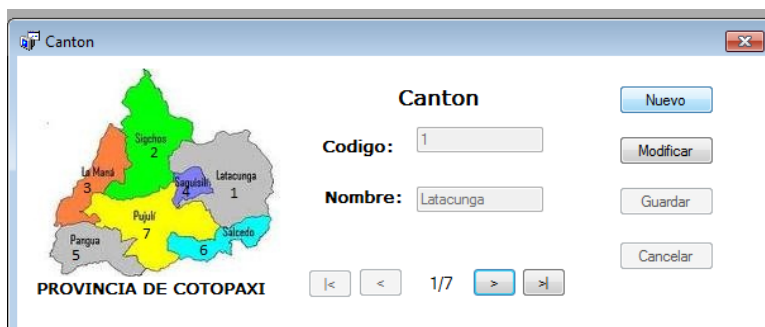 Canton
Sigchos
2
La Maná
3
Saquisilí
4
Latacunga
1
Pujulí
7
Pangua
5
Salcedo
6
PROVINCIA DE COTOPAXI
Canton
Codigo: 1
Nombre: Latacunga
|< < 1/7 > >|
Nuevo
Modificar
Guardar
Cancelar